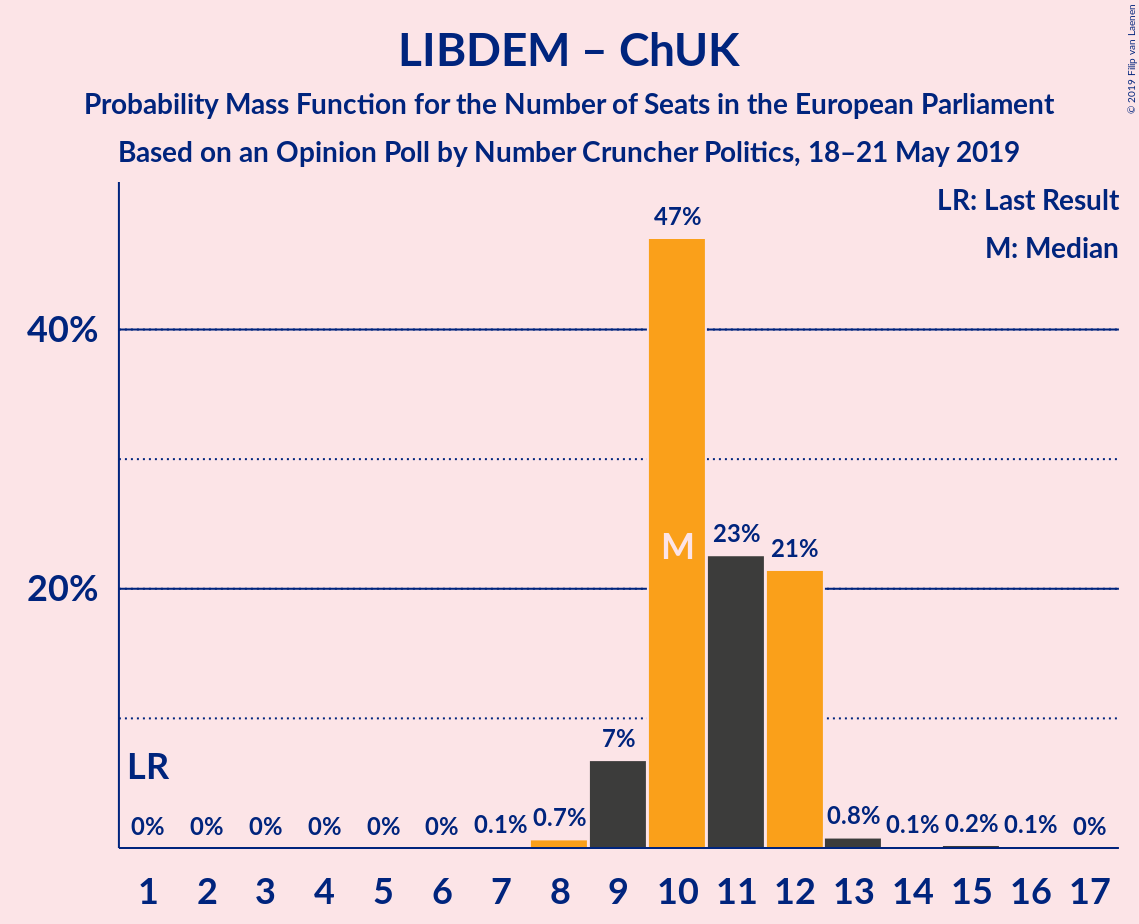 LIBDEM – ChUK
Probability Mass Function for the Number of Seats in the European Parliament
Based on an Opinion Poll by Number Cruncher Politics, 18–21 May 2019
© 2019 Filip van Laenen
LR: Last Result
M: Median
47%
40%
M
23%
21%
20%
7%
LR
0%
0%
0%
0%
0%
0%
0.1%
0.7%
0.8%
0.1%
0.2%
0.1%
0%
1 2 3 4 5 6 7 8 9 10 11 12 13 14 15 16 17